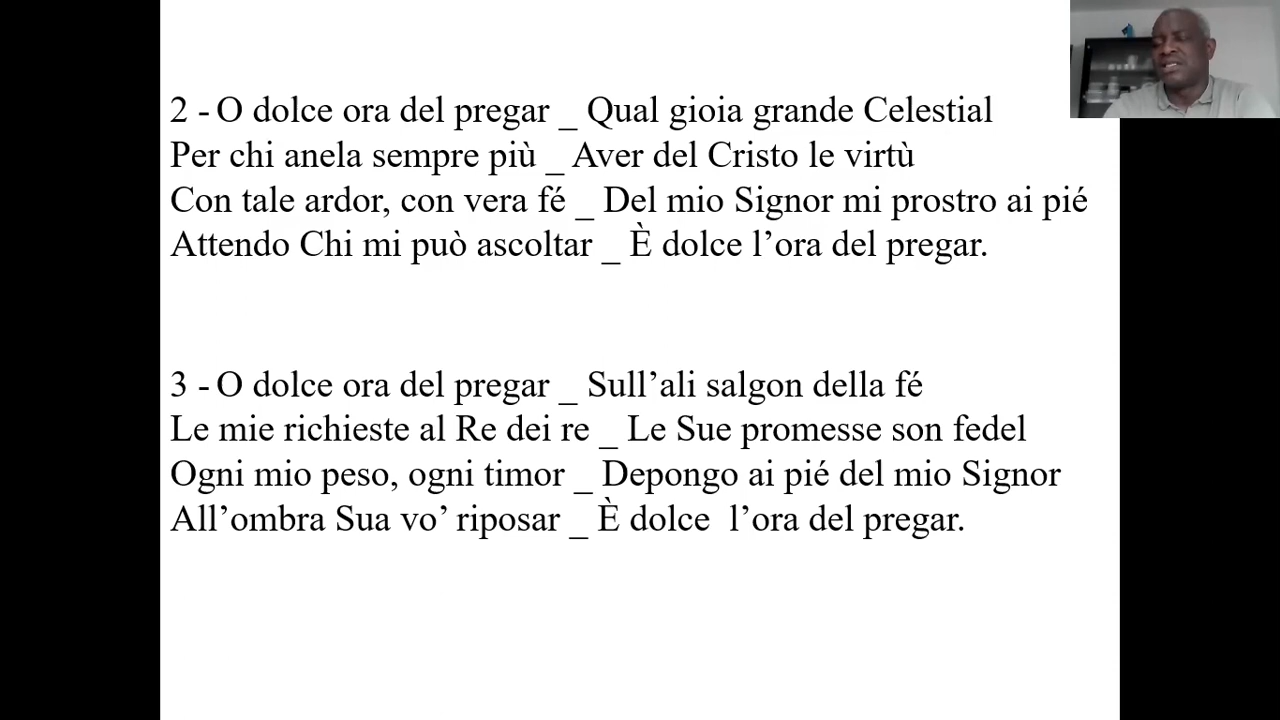 2 - O dolce ora del pregar _ Qual gioia grande Celestial
Per chi anela sempre più _ Aver del Cristo le virtù
Con tale ardor, con vera fé _ Del mio Signor mi prostro ai pié
Attendo Chi mi può ascoltar _ È dolce l’ora del pregar.
3 - O dolce ora del pregar _ Sull’ali salgon della fé
Le mie richieste al Re dei re _ Le Sue promesse son fedel
Ogni mio peso, ogni timor _ Depongo ai pié del mio Signor
All’ombra Sua vo’ riposar _ È dolce  l’ora del pregar.